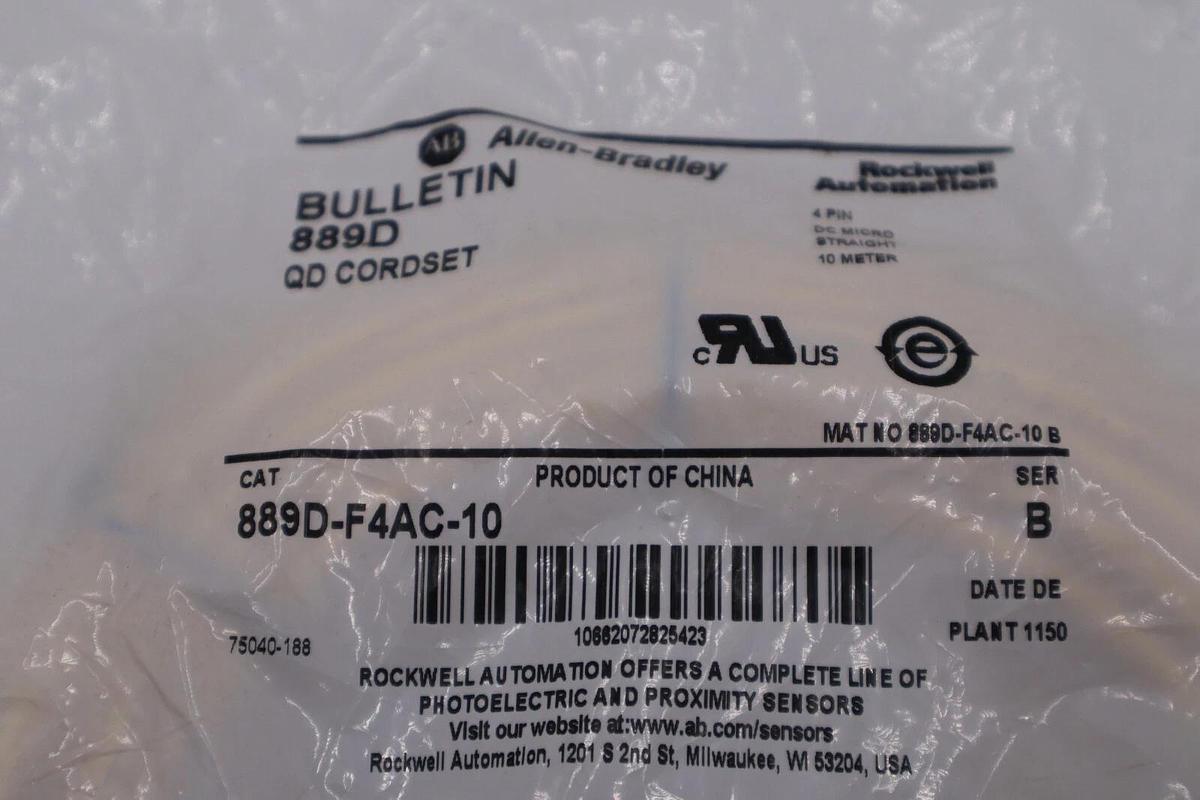 AB Allen-Bradley
BULLETIN
889D
QD CORDSET
Rockwell
Automation
4 PIN
DC MICRO
STRAIGHT
10 METER
c RU US
e
MAT NO 889D-F4AC-10 B
CAT
PRODUCT OF CHINA
SER
889D-F4AC-10
B
DATE DE
PLANT 1150
10662072825423
75040-188
ROCKWELL AUTOMATION OFFERS A COMPLETE LINE OF
PHOTOELECTRIC AND PROXIMITY SENSORS
Visit our website at:www.ab.com/sensors
Rockwell Automation, 1201 S 2nd St, Milwaukee, WI 53204, USA